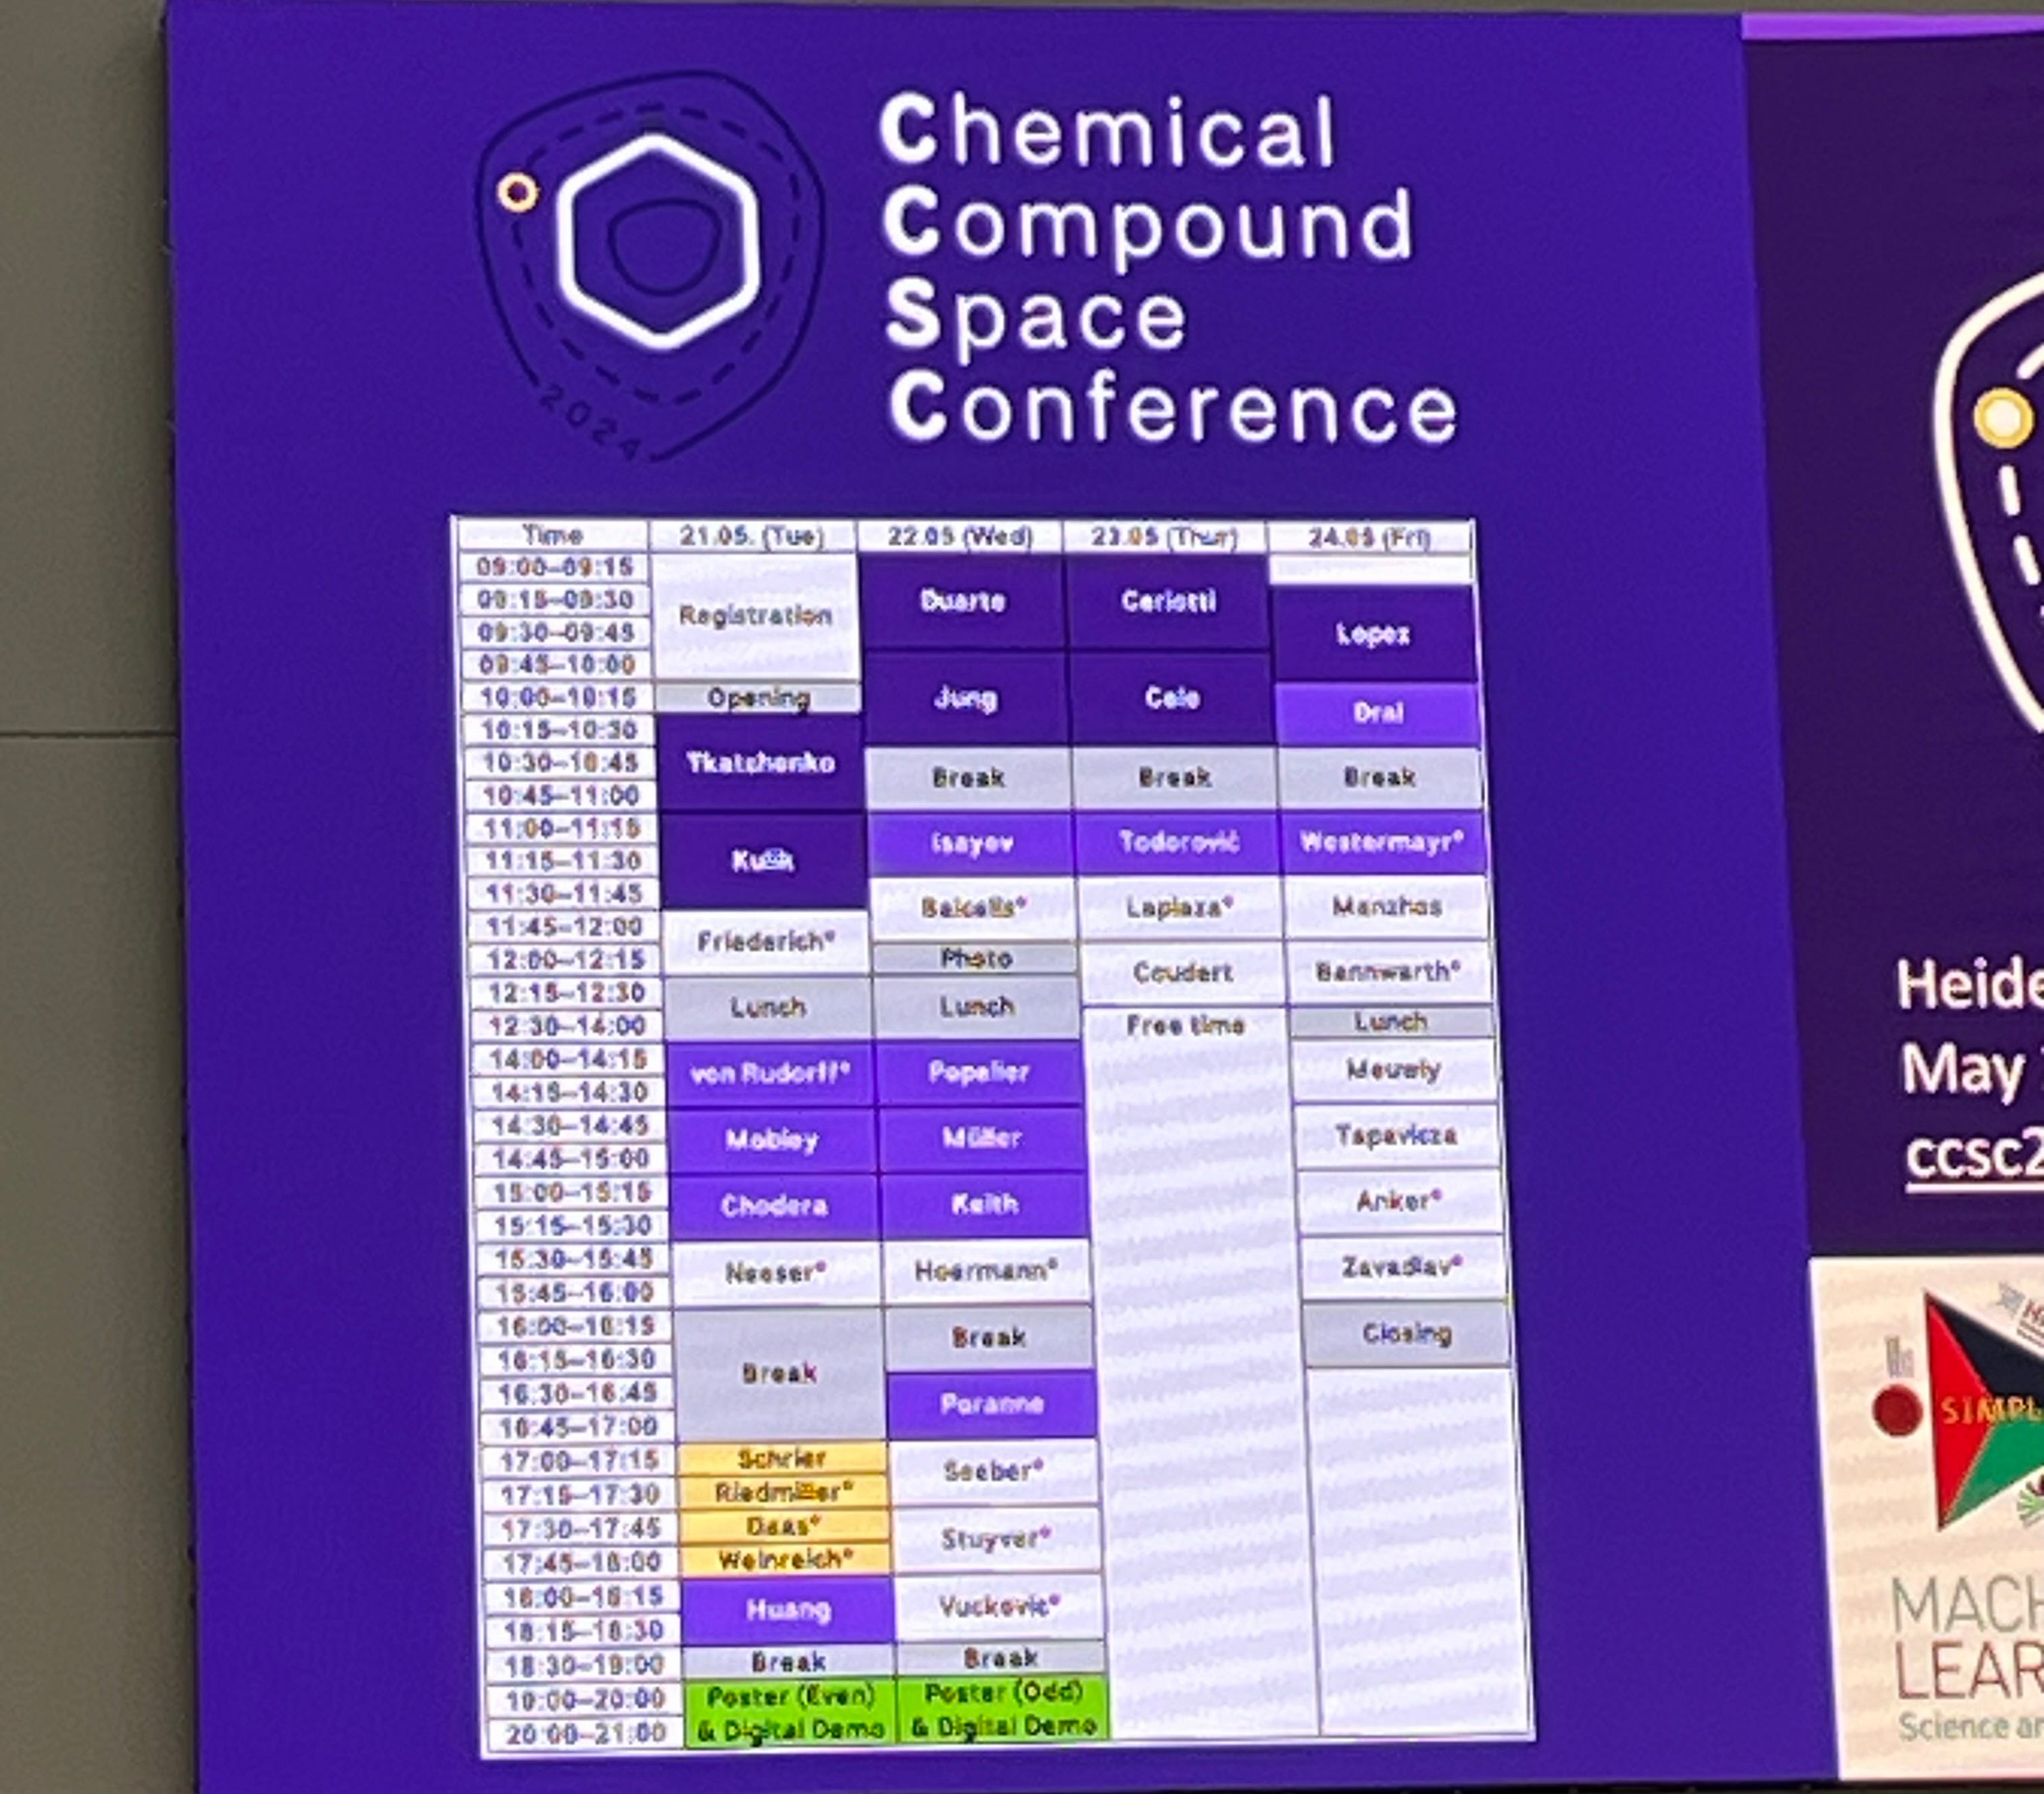 Chemical
Compound
Space
Conference
2024
Time 21.05. (Tue) 22.05 (Wed) 23.05 (Thur) 24.05 (Fri)
09:00–09:15
09:15–09:30 Registration Duarte Ceriotti
09:30–09:45 Lopez
09:45–10:00
10:00–10:15 Opening Jung Cole
10:15–10:30 Dral
10:30–10:45 Tkatchenko Break Break Break
10:45–11:00
11:00–11:15 Isayev Todorović Westermayr*
11:15–11:30
11:30–11:45 Balcells* Laplaza* Manzhos
11:45–12:00 Friederich*
12:00–12:15 Photo Coudert Bannwarth*
12:15–12:30 Lunch Lunch
12:30–14:00 Free time Lunch
14:00–14:15 von Rudorff* Popelier Meuwly
14:15–14:30
14:30–14:45 Mobley Müller Tapavicza
14:45–15:00
15:00–15:15 Chodera Keith Anker*
15:15–15:30
15:30–15:45 Neeser* Hoermann* Zavadlav*
15:45–16:00
16:00–16:15 Break Closing
16:15–16:30 Break
16:30–16:45 Poranne
16:45–17:00
17:00–17:15 Schrier Seeber*
17:15–17:30 Riedmiller*
17:30–17:45 Daas* Stuyver*
17:45–18:00 Weinreich*
18:00–18:15 Huang Vuckovic*
18:15–18:30
18:30–19:00 Break Break
19:00–20:00 Poster (Even) Poster (Odd)
20:00–21:00 & Digital Demo & Digital Demo
Heide
May
ccsc2
SIMPL
MACH
LEAR
Science an